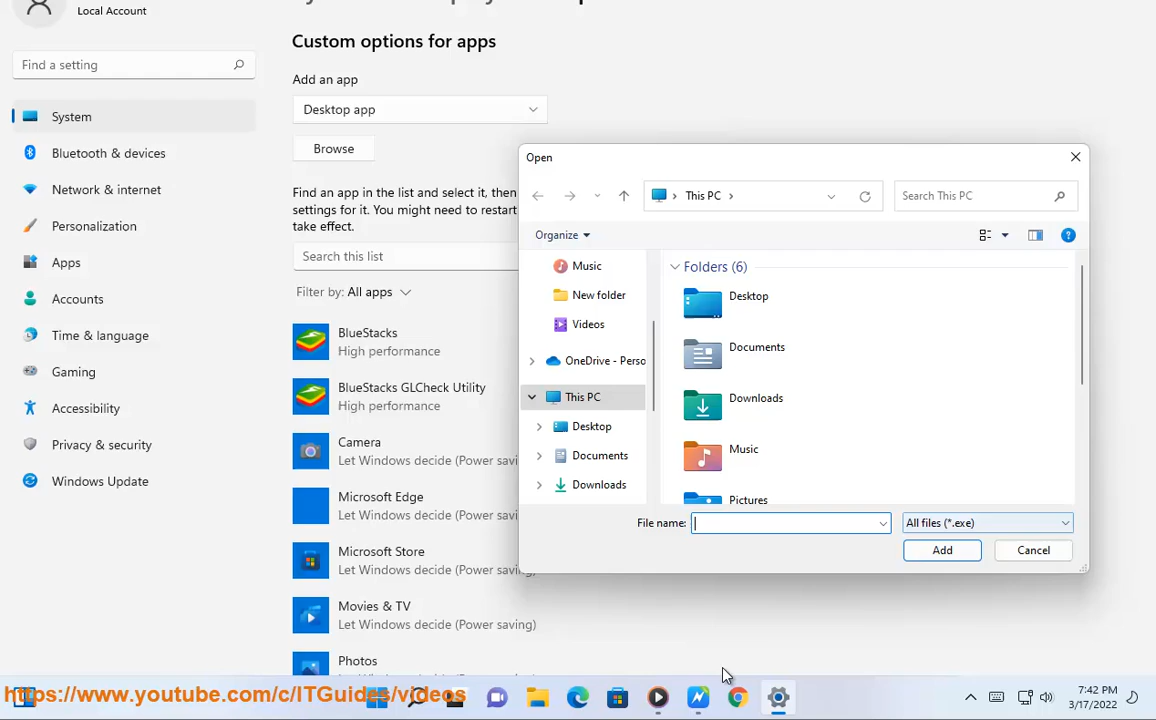 Local Account
Custom options for apps
Find a setting
Add an app
System
Desktop app
Bluetooth & devices
Browse
Open
Network & internet
Find an app in the list and select it, then
settings for it. You might need to restart
take effect.
This PC
Search This PC
Personalization
Organize
Search this list
Apps
Music
Folders (6)
Filter by: All apps
New folder
Desktop
Accounts
Videos
Time & language
BlueStacks
High performance
OneDrive - Perso
Documents
Gaming
BlueStacks GLCheck Utility
High performance
This PC
Downloads
Accessibility
Desktop
Camera
Let Windows decide (Power savi
Documents
Music
Privacy & security
Windows Update
Microsoft Edge
Let Windows decide (Power savi
Downloads
Pictures
File name:
All files (*.exe)
Add
Cancel
Microsoft Store
Let Windows decide (Power saving)
Movies & TV
Let Windows decide (Power saving)
Photos
https://www.youtube.com/c/ITGuides/videos
7:42 PM
3/17/2022